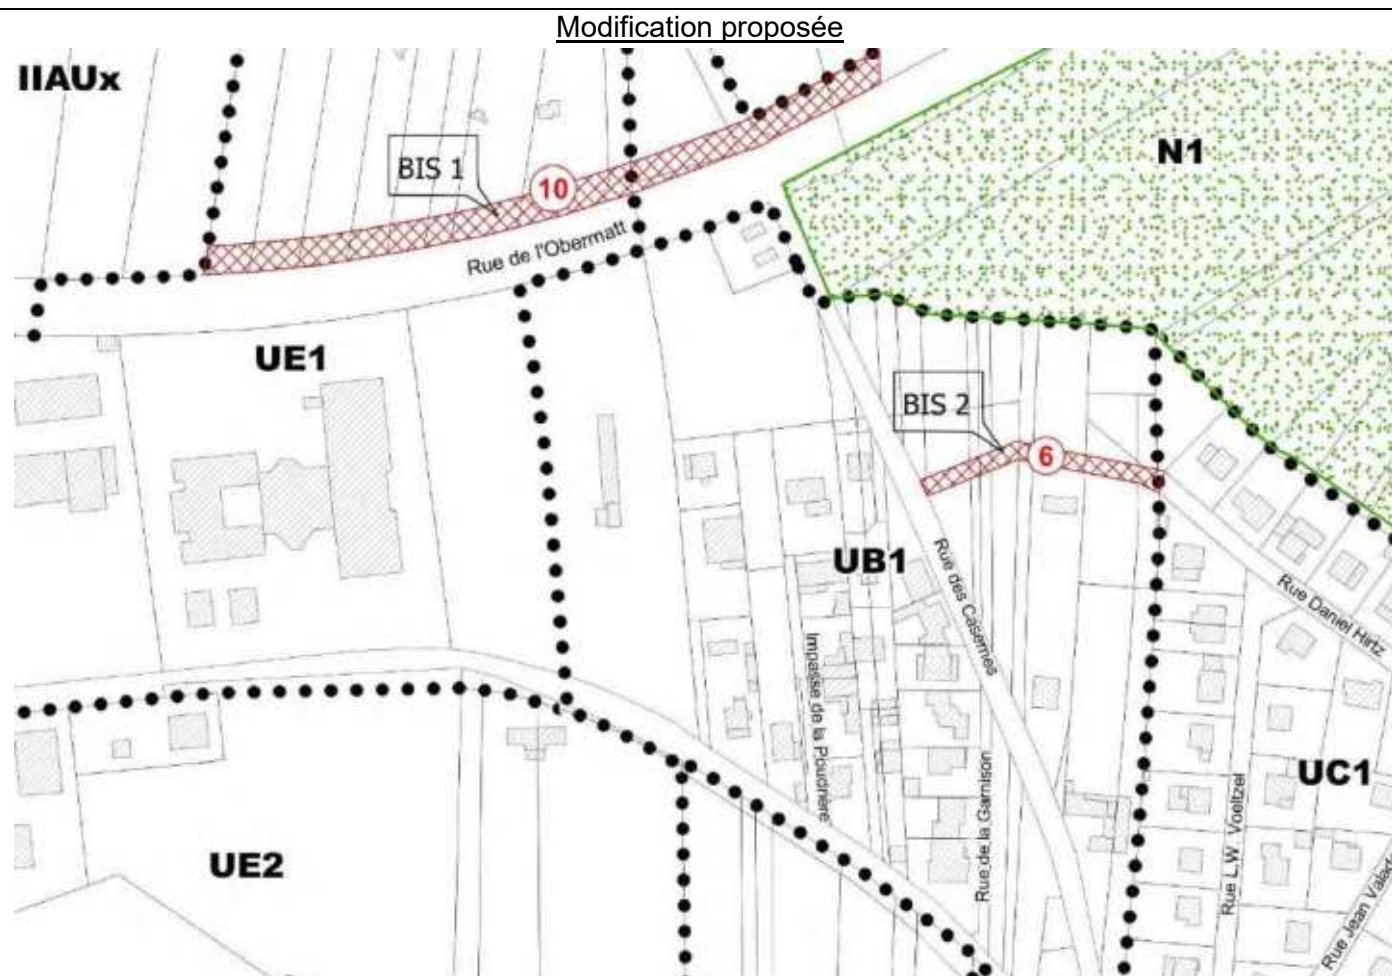 Modification proposée
IIAUx
N1
BIS 1
10
Rue de l'Obermatt
UE1
BIS 2
6
UB1
Rue des Casernes
Rue Daniel Hirtz
Impasse de la Poudrière
Rue de la Garnison
Rue L.W. Voeltzel
UC1
UE2
Rue Jean Valad